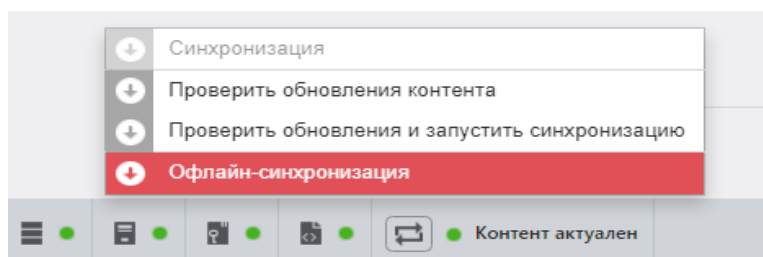 Синхронизация
Проверить обновления контента
Проверить обновления и запустить синхронизацию
Офлайн-синхронизация
Контент актуален